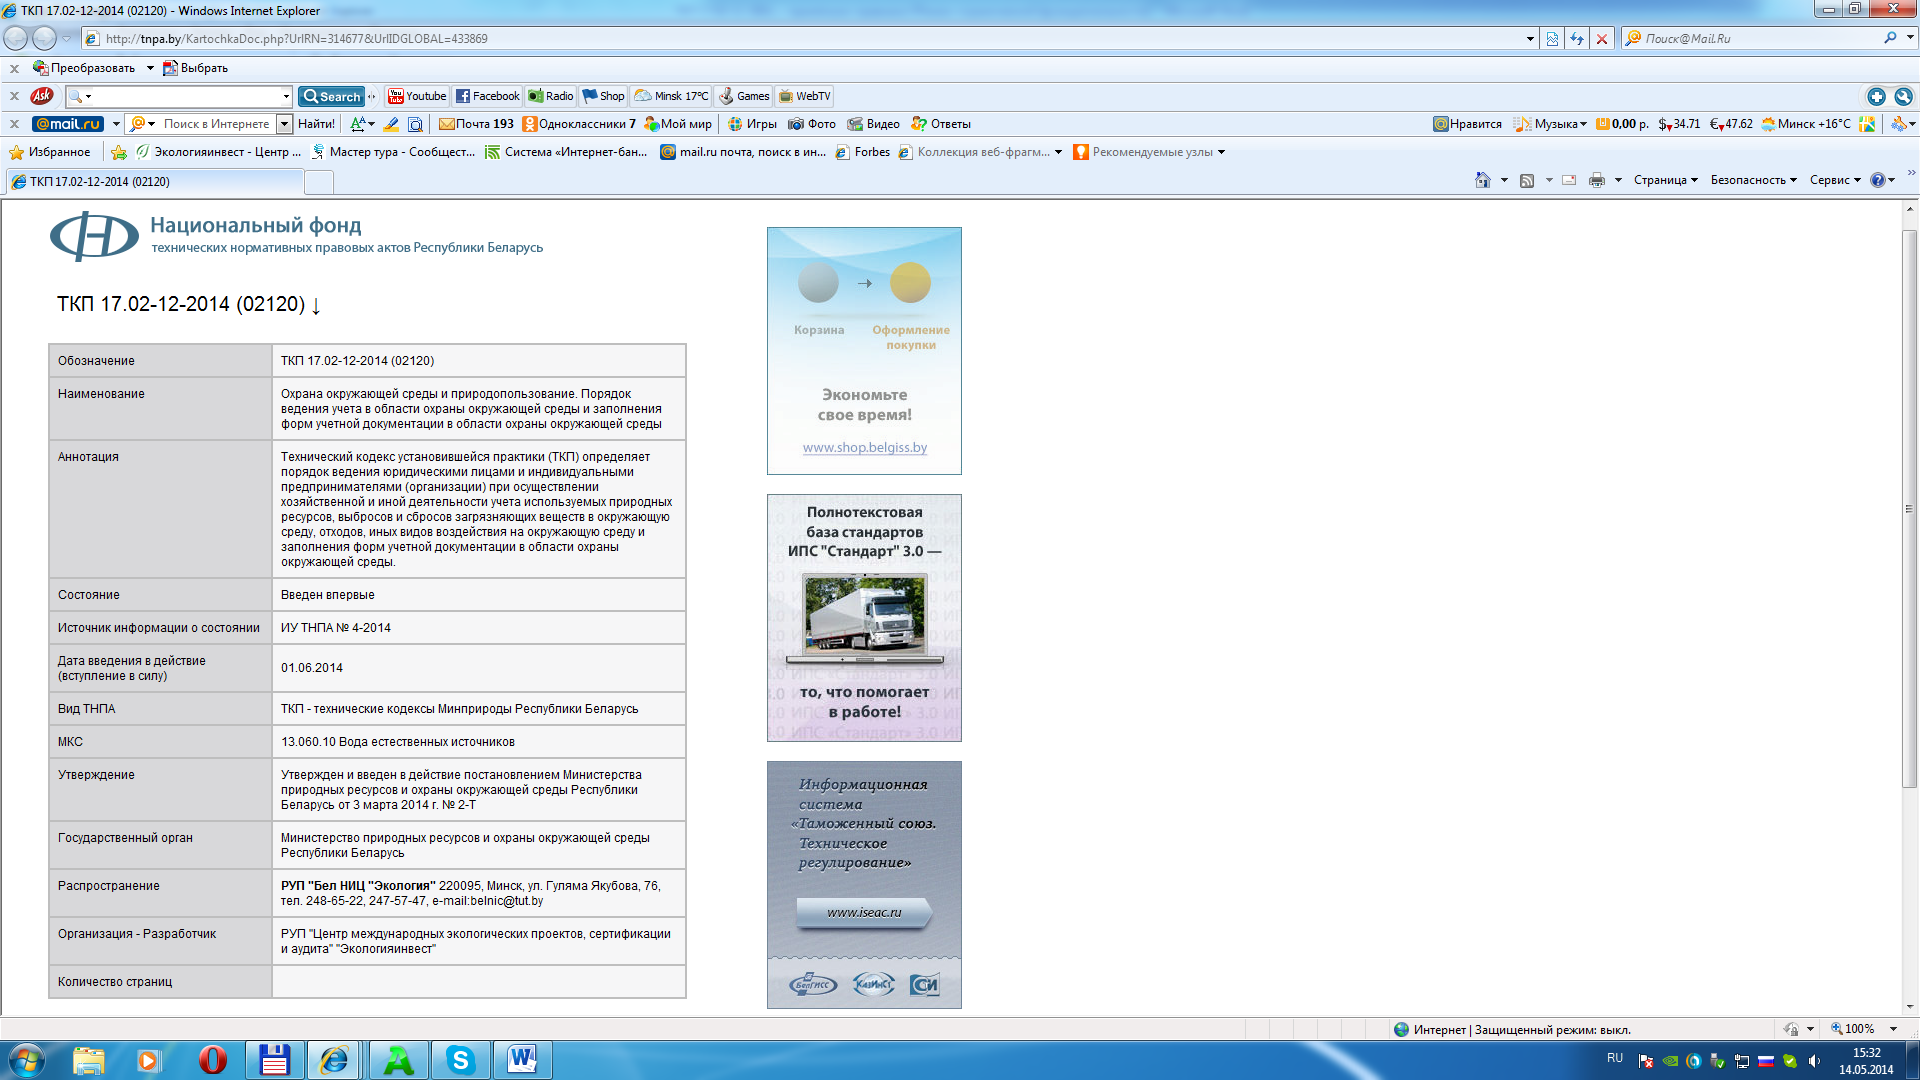 ТКП 17.02-12-2014 (02120) - Windows Internet Explorer
http://tnpa.by/KartochkaDoc.php?UrlRN=314677&UrlIDGLOBAL=433869
Поиск@Mail.Ru
x Преобразовать Выбрать
x Ask Search Youtube Facebook Radio Shop Minsk 17°C Games WebTV
x @mail.ru Поиск в Интернете Найти! Почта 193 Одноклассники 7 Мой мир Игры Фото Видео Ответы Нравится Музыка 0,00 р. $ 34.71 € 47.62 Минск +16°C
Избранное Экологияинвест - Центр ... Мастер тура - Сообщест... Система «Интернет-бан... mail.ru почта, поиск в ин... Forbes Коллекция веб-фрагм... Рекомендуемые узлы
ТКП 17.02-12-2014 (02120) Страница Безопасность Сервис
Национальный фонд
технических нормативных правовых актов Республики Беларусь
ТКП 17.02-12-2014 (02120) ↓
Обозначение ТКП 17.02-12-2014 (02120)
Наименование Охрана окружающей среды и природопользование. Порядок
ведения учета в области охраны окружающей среды и заполнения
форм учетной документации в области охраны окружающей среды
Аннотация Технический кодекс установившейся практики (ТКП) определяет
порядок ведения юридическими лицами и индивидуальными
предпринимателями (организации) при осуществлении
хозяйственной и иной деятельности учета используемых природных
ресурсов, выбросов и сбросов загрязняющих веществ в окружающую
среду, отходов, иных видов воздействия на окружающую среду и
заполнения форм учетной документации в области охраны
окружающей среды.
Состояние Введен впервые
Источник информации о состоянии ИУ ТНПА № 4-2014
Дата введения в действие
(вступление в силу) 01.06.2014
Вид ТНПА ТКП - технические кодексы Минприроды Республики Беларусь
МКС 13.060.10 Вода естественных источников
Утверждение Утвержден и введен в действие постановлением Министерства
природных ресурсов и охраны окружающей среды Республики
Беларусь от 3 марта 2014 г. № 2-Т
Государственный орган Министерство природных ресурсов и охраны окружающей среды
Республики Беларусь
Распространение РУП "Бел НИЦ "Экология" 220095, Минск, ул. Гуляма Якубова, 76,
тел. 248-65-22, 247-57-47, e-mail:belnic@tut.by
Организация - Разработчик РУП "Центр международных экологических проектов, сертификации
и аудита" "Экологияинвест"
Количество страниц
Корзина → Оформление
покупки
Экономьте
свое время!
www.shop.belgiss.by
Полнотекстовая
база стандартов
ИПС "Стандарт" 3.0 —
то, что помогает
в работе!
Информационная
система
«Таможенный союз.
Техническое
регулирование»
www.iseac.ru
БелГИСС КазИнСт СИ
Интернет | Защищенный режим: выкл. 100%
RU 15:32
14.05.2014